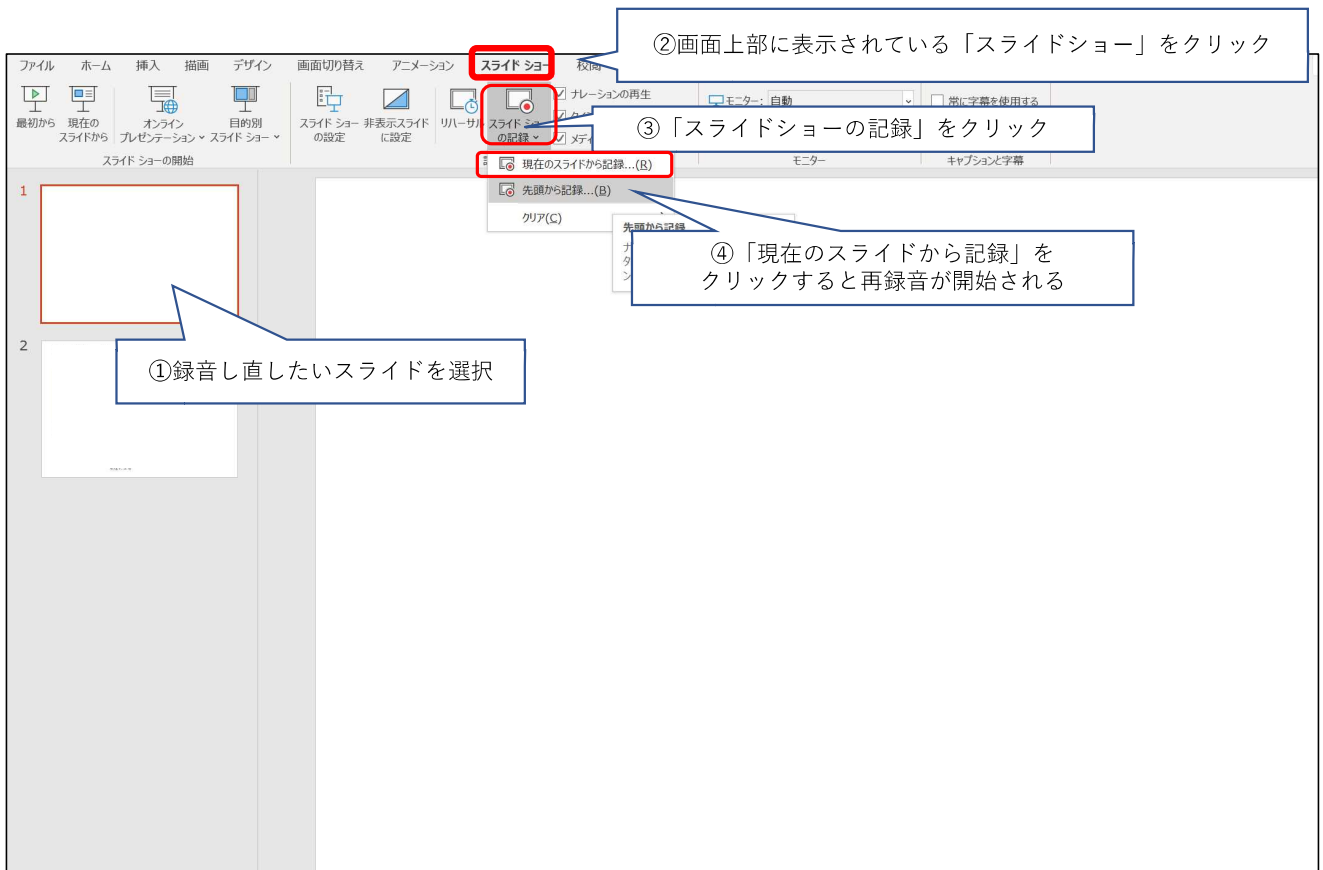 ②画面上部に表示されている「スライドショー」をクリック
ファイル ホーム 挿入 描画 デザイン 画面切り替え アニメーション スライド ショー 校閲
最初から 現在の スライドから オンライン プレゼンテーション 目的別 スライド ショー
スライド ショーの設定 非表示スライドに設定 リハーサル スライド ショーの記録
ナレーションの再生
モニター: 自動
常に字幕を使用する
③「スライドショーの記録」をクリック
スライド ショーの開始
モニター
キャプションと字幕
現在のスライドから記録...(R)
先頭から記録...(B)
クリア(C)
先頭から記録
④「現在のスライドから記録」を
クリックすると再録音が開始される
1
①録音し直したいスライドを選択
2